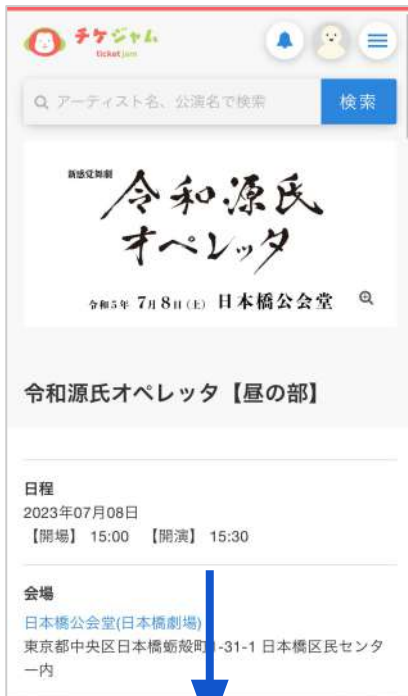 チケジャム
ticket jam
アーティスト名、公演名で検索
検索
新感覚舞劇
令和源氏
オペレッタ
令和5年 7月8日(土) 日本橋公会堂
令和源氏オペレッタ【昼の部】
日程
2023年07月08日
【開場】 15:00 【開演】 15:30
会場
日本橋公会堂(日本橋劇場)
東京都中央区日本橋蛎殻町1-31-1 日本橋区民センタ
ー内